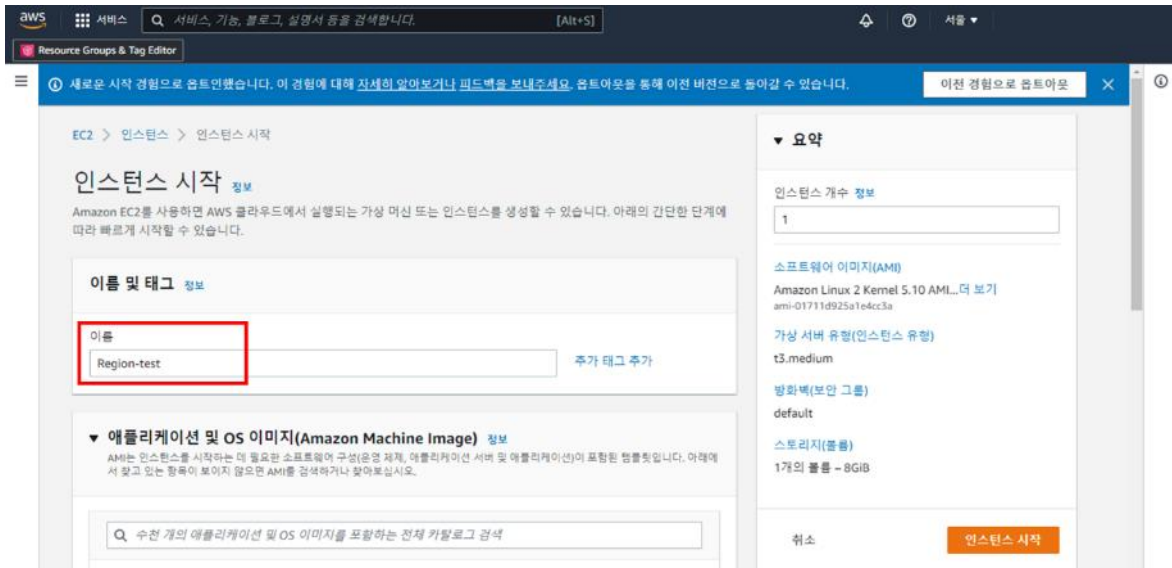 aws
서비스
서비스, 기능, 블로그, 설명서 등을 검색합니다.
[Alt+S]
서울 ▼
Resource Groups & Tag Editor
새로운 시작 경험으로 옵트인했습니다. 이 경험에 대해 자세히 알아보거나 피드백을 보내주세요. 옵트아웃을 통해 이전 버전으로 돌아갈 수 있습니다.
이전 경험으로 옵트아웃
EC2 > 인스턴스 > 인스턴스 시작
인스턴스 시작 정보
Amazon EC2를 사용하면 AWS 클라우드에서 실행되는 가상 머신 또는 인스턴스를 생성할 수 있습니다. 아래의 간단한 단계에
따라 빠르게 시작할 수 있습니다.
이름 및 태그 정보
이름
Region-test
추가 태그 추가
▼ 애플리케이션 및 OS 이미지(Amazon Machine Image) 정보
AMI는 인스턴스를 시작하는 데 필요한 소프트웨어 구성(운영 체제, 애플리케이션 서버 및 애플리케이션)이 포함된 템플릿입니다. 아래에
서 찾고 있는 항목이 보이지 않으면 AMI를 검색하거나 찾아보십시오.
수천 개의 애플리케이션 및 OS 이미지를 포함하는 전체 카탈로그 검색
▼ 요약
인스턴스 개수 정보
1
소프트웨어 이미지(AMI)
Amazon Linux 2 Kernel 5.10 AMI...더 보기
ami-01711d925a1e4cc3a
가상 서버 유형(인스턴스 유형)
t3.medium
방화벽(보안 그룹)
default
스토리지(볼륨)
1개의 볼륨 – 8GiB
취소
인스턴스 시작